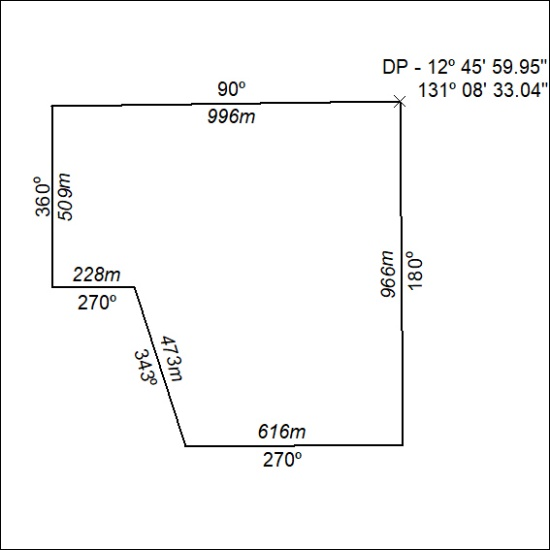 DP - 12º 45' 59.95"
131º 08' 33.04"
90º
996m
360º
509m
966m
180º
228m
270º
473m
343º
616m
270º